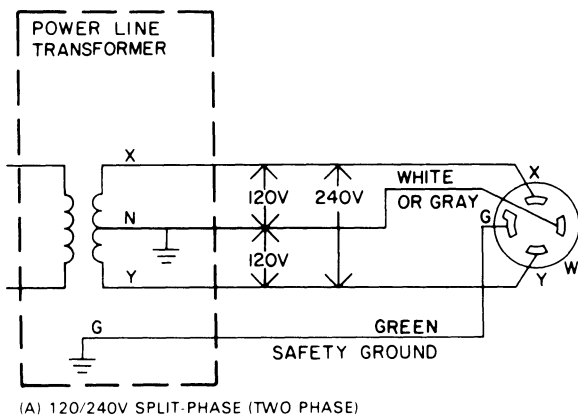 POWER LINE
TRANSFORMER
X
X
120V
240V
WHITE
OR GRAY
N
G
W
120V
Y
Y
G
GREEN
SAFETY GROUND
(A) 120/240V SPLIT-PHASE (TWO PHASE)